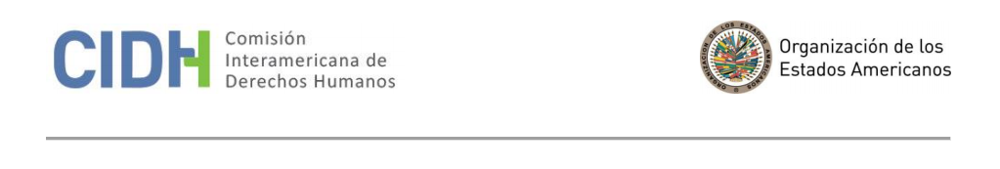 CIDH
Comisión
Interamericana de
Derechos Humanos
Organización de los
Estados Americanos